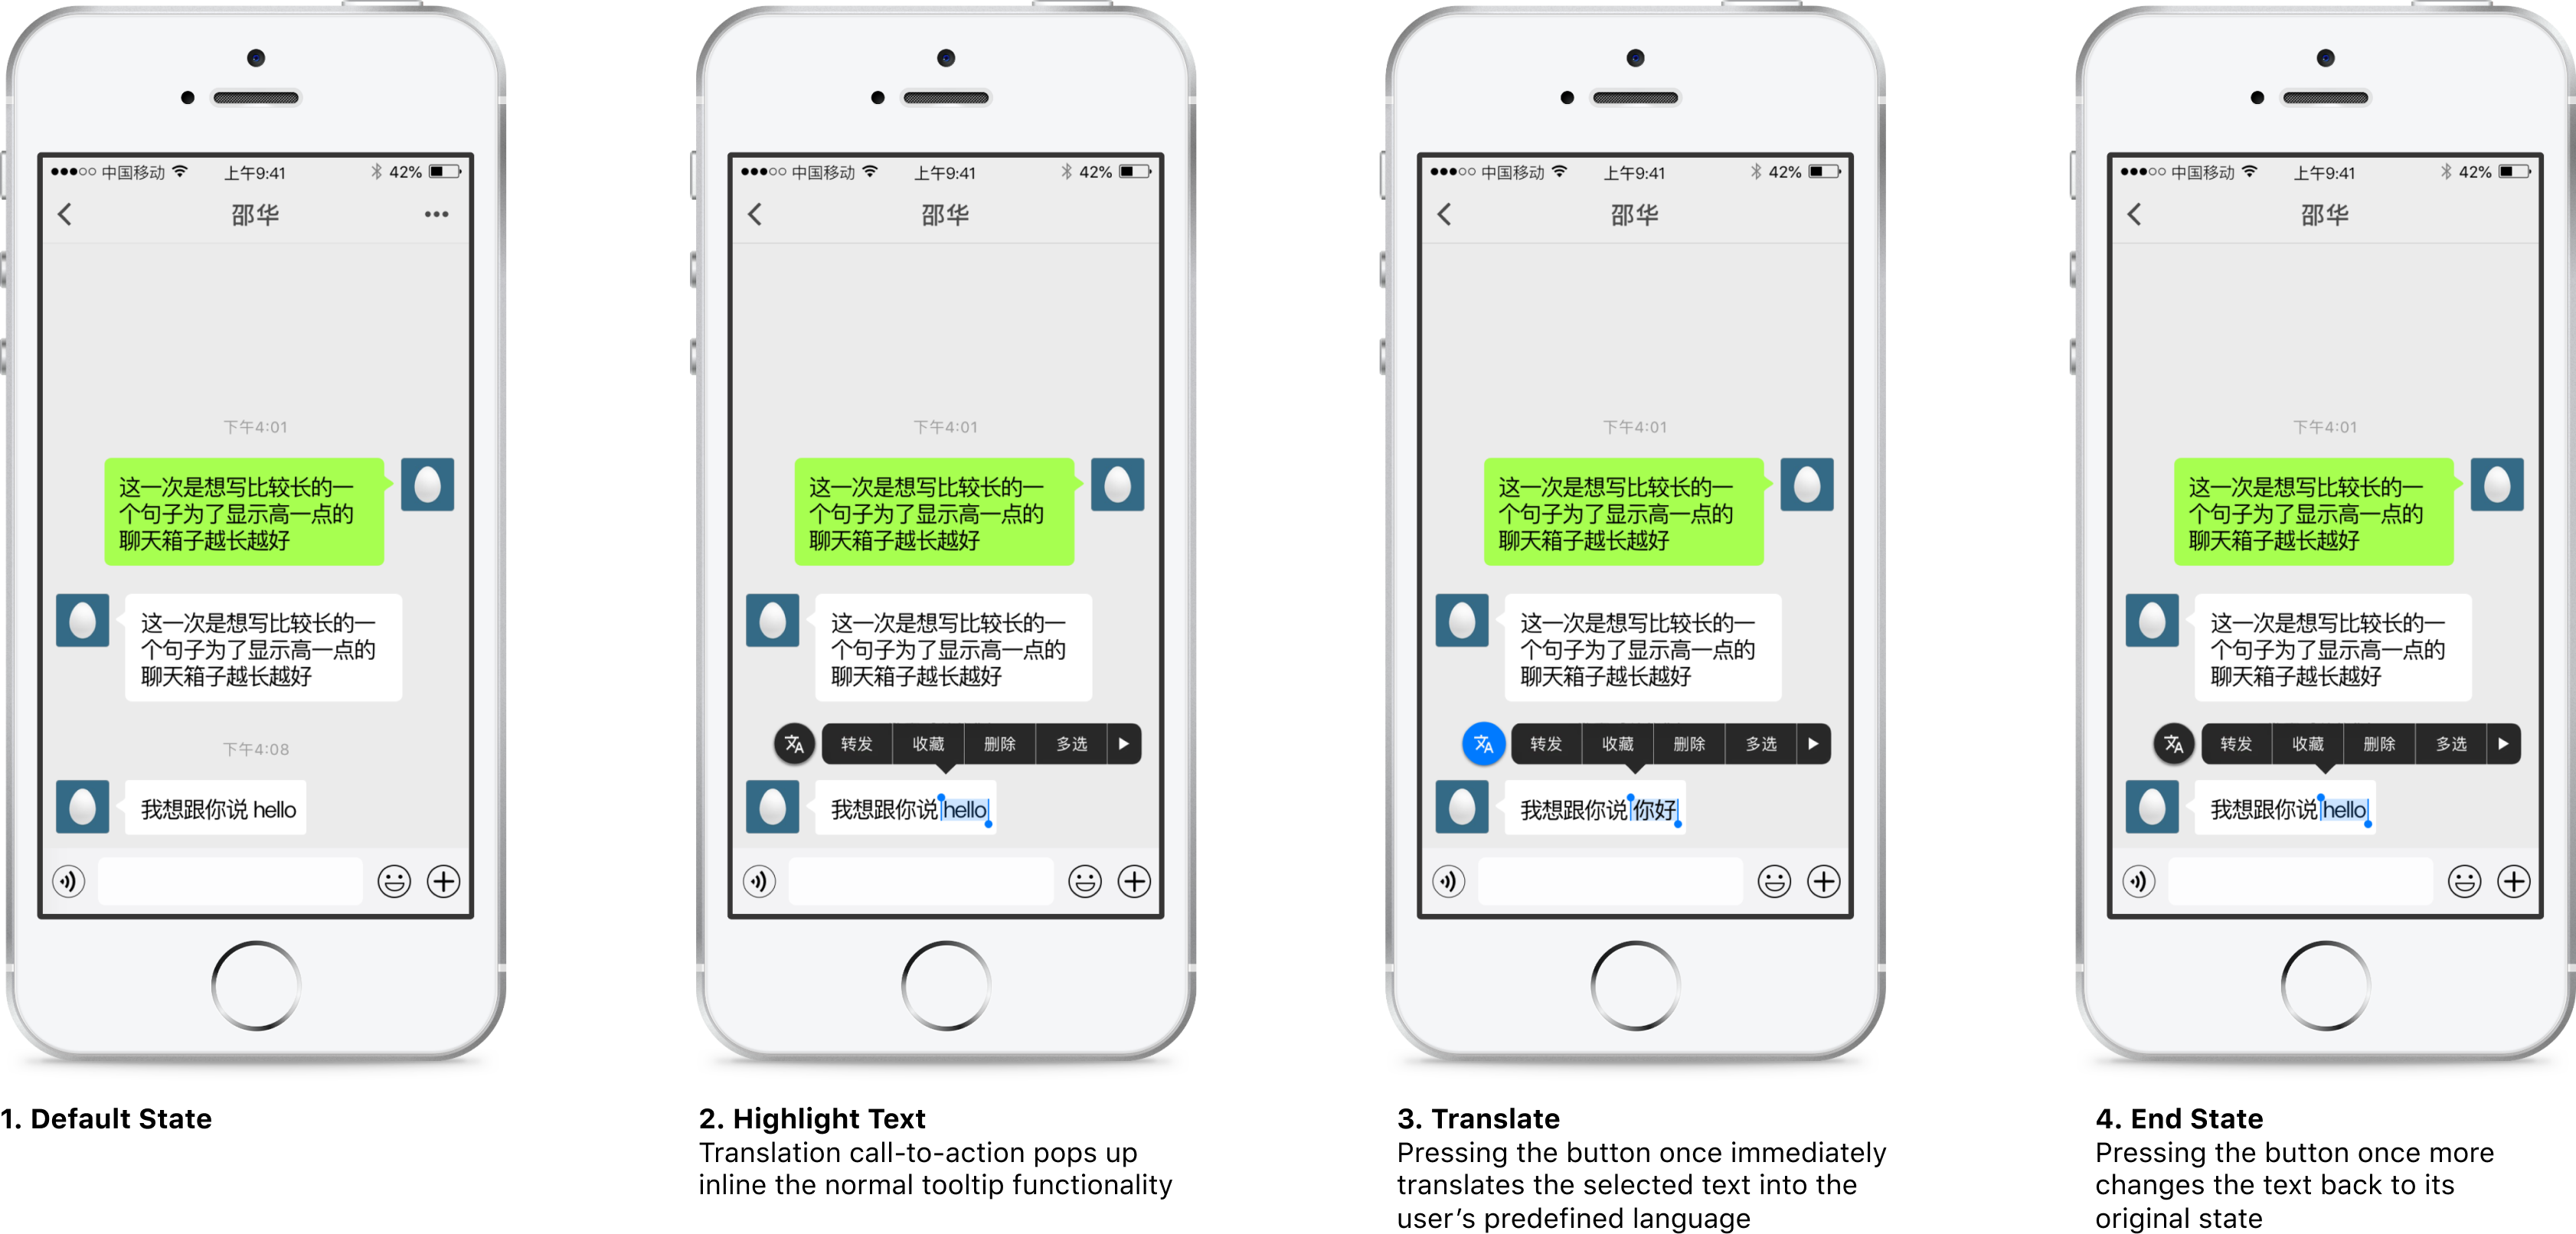 中国移动 上午9:41 42%
邵华
下午4:01
这一次是想写比较长的一
个句子为了显示高一点的
聊天箱子越长越好
这一次是想写比较长的一
个句子为了显示高一点的
聊天箱子越长越好
下午4:08
我想跟你说 hello
1. Default State
中国移动 上午9:41 42%
邵华
下午4:01
这一次是想写比较长的一
个句子为了显示高一点的
聊天箱子越长越好
这一次是想写比较长的一
个句子为了显示高一点的
聊天箱子越长越好
文A 转发 收藏 删除 多选
我想跟你说 hello
2. Highlight Text
Translation call-to-action pops up
inline the normal tooltip functionality
中国移动 上午9:41 42%
邵华
下午4:01
这一次是想写比较长的一
个句子为了显示高一点的
聊天箱子越长越好
这一次是想写比较长的一
个句子为了显示高一点的
聊天箱子越长越好
文A 转发 收藏 删除 多选
我想跟你说 你好
3. Translate
Pressing the button once immediately
translates the selected text into the
user’s predefined language
中国移动 上午9:41 42%
邵华
下午4:01
这一次是想写比较长的一
个句子为了显示高一点的
聊天箱子越长越好
这一次是想写比较长的一
个句子为了显示高一点的
聊天箱子越长越好
文A 转发 收藏 删除 多选
我想跟你说 hello
4. End State
Pressing the button once more
changes the text back to its
original state